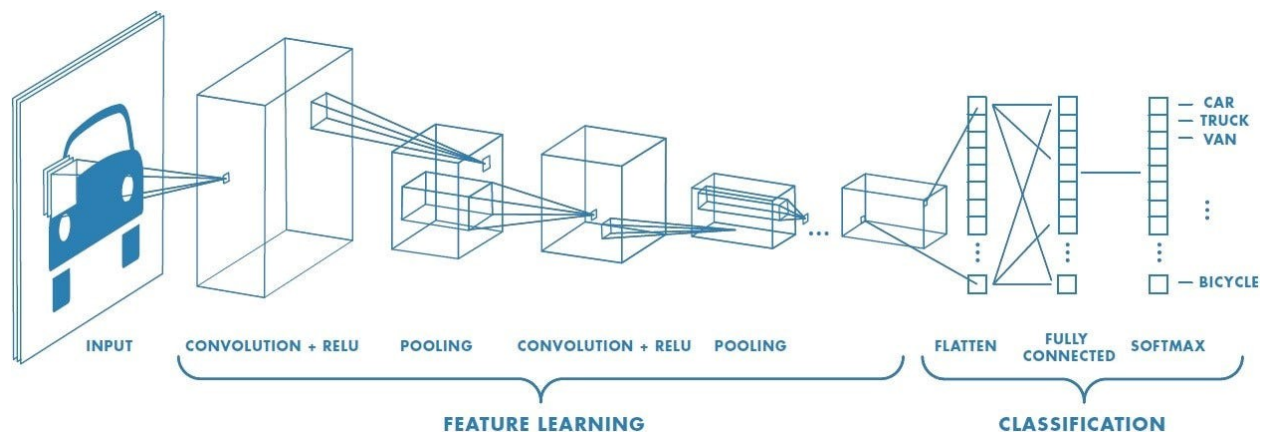 CAR
TRUCK
VAN
BICYCLE
INPUT
CONVOLUTION + RELU
POOLING
CONVOLUTION + RELU
POOLING
FLATTEN
FULLY
CONNECTED
SOFTMAX
FEATURE LEARNING
CLASSIFICATION